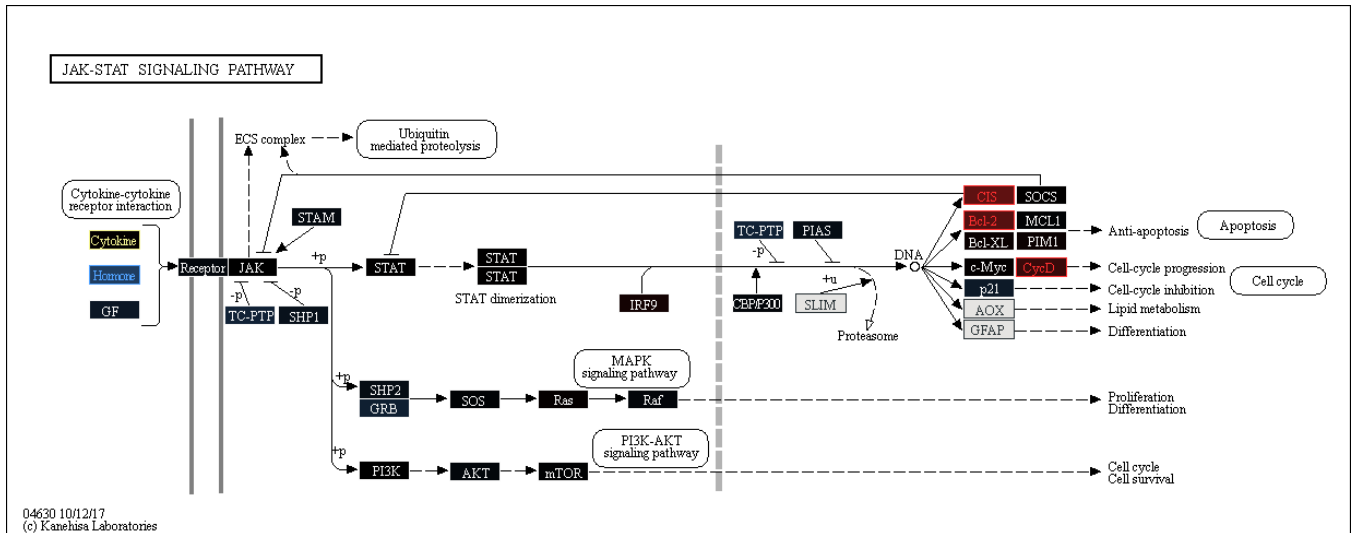 JAK-STAT SIGNALING PATHWAY
ECS complex
Ubiquitin
mediated proteolysis
Cytokine-cytokine
receptor interaction
Cytokine
Hormone
GF
Receptor
JAK
STAM
+p
-p
-p
TC-PTP
SHP1
STAT
STAT
STAT
STAT dimerization
IRF9
TC-PTP
-p
PIAS
CBP/P300
+u
SLIM
Proteasome
DNA
CIS
SOCS
Bcl-2
MCL1
Bcl-XL
PIM1
c-Myc
CycD
p21
AOX
GFAP
Anti-apoptosis
Apoptosis
Cell-cycle progression
Cell-cycle inhibition
Cell cycle
Lipid metabolism
Differentiation
+p
SHP2
GRB
SOS
Ras
Raf
MAPK
signaling pathway
Proliferation
Differentiation
+p
PI3K
AKT
mTOR
PI3K-AKT
signaling pathway
Cell cycle
Cell survival
04630 10/12/17
(c) Kanehisa Laboratories